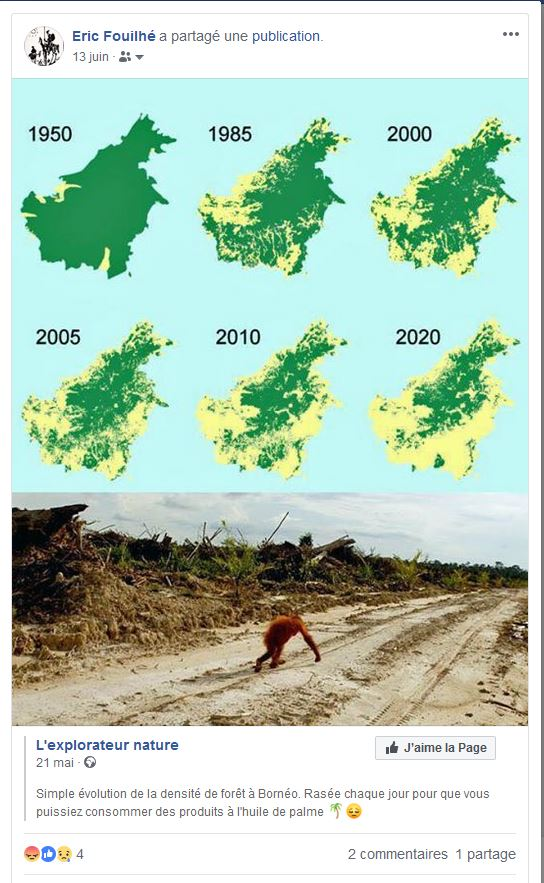 Eric Fouilhé a partagé une publication.
13 juin ·
1950
1985
2000
2005
2010
2020
L'explorateur nature
21 mai ·
J'aime la Page
Simple évolution de la densité de forêt à Bornéo. Rasée chaque jour pour que vous
puissiez consommer des produits à l'huile de palme 🌴 😔
4
2 commentaires 1 partage